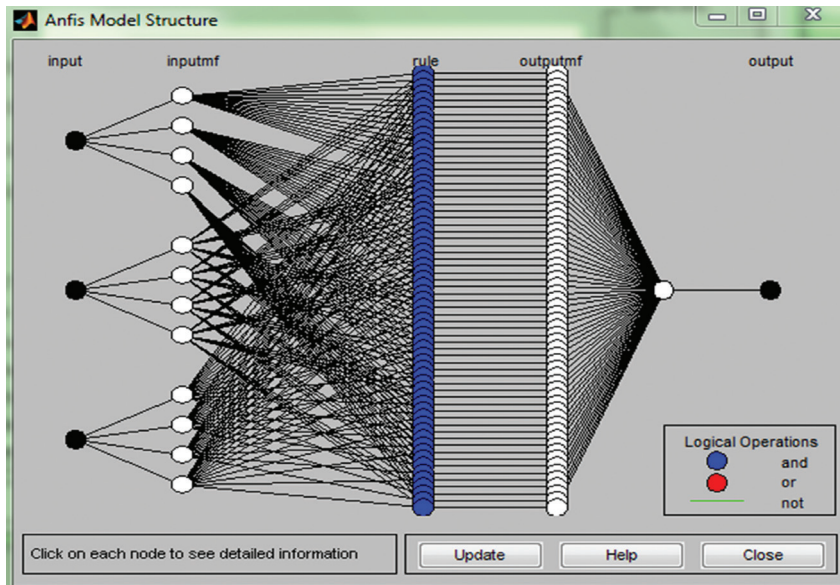 Anfis Model Structure
input inputmf rule outputmf output
Logical Operations
and
or
not
Click on each node to see detailed information
Update Help Close